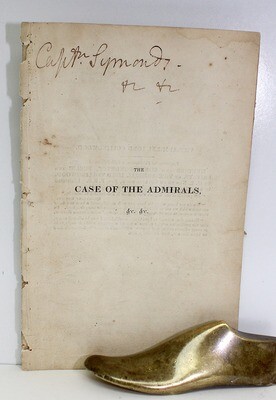 Captn Symonds.
&c &c
THE
CASE OF THE ADMIRALS,
&c. &c.